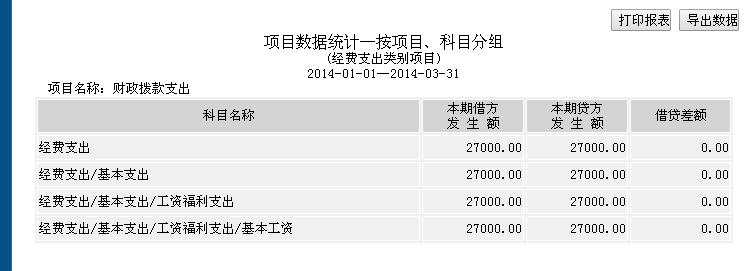 打印报表 导出数据
项目数据统计—按项目、科目分组
(经费支出类别项目)
2014-01-01—2014-03-31
项目名称：财政拨款支出
科目名称 本期借方发 生 额 本期贷方发 生 额 借贷差额
经费支出 27000.00 27000.00 0.00
经费支出/基本支出 27000.00 27000.00 0.00
经费支出/基本支出/工资福利支出 27000.00 27000.00 0.00
经费支出/基本支出/工资福利支出/基本工资 27000.00 27000.00 0.00